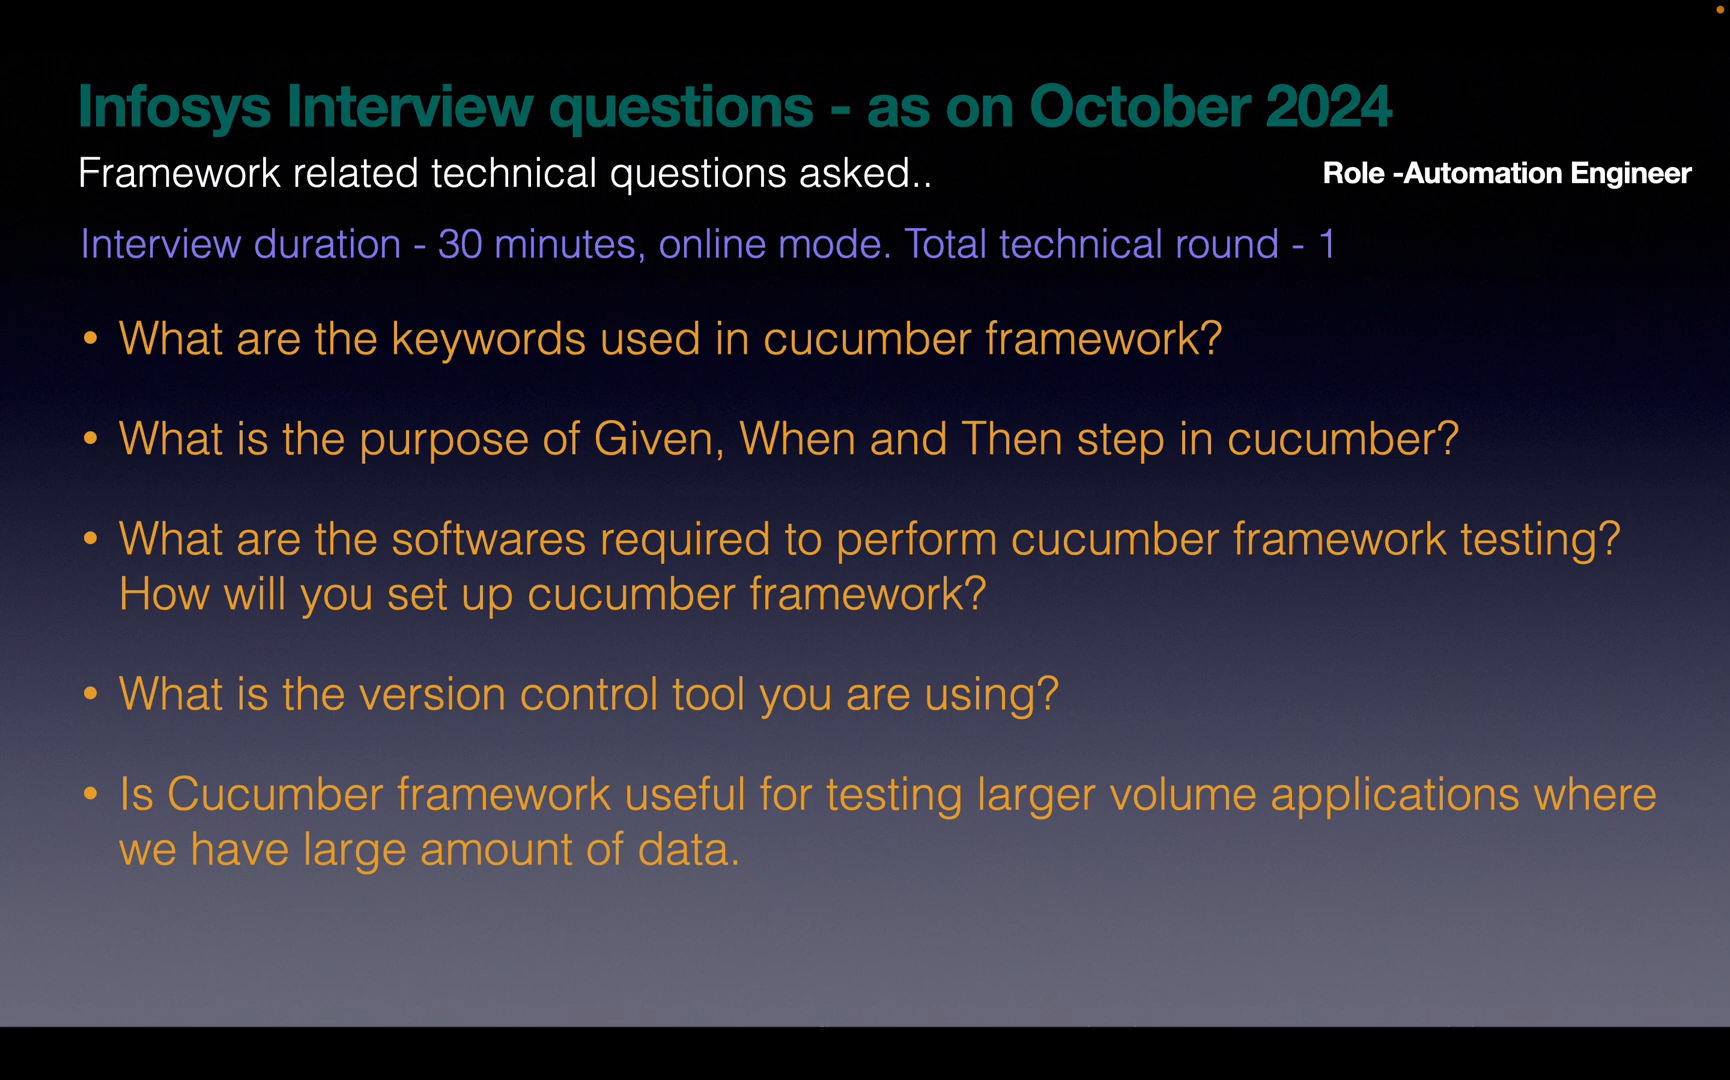 Infosys Interview questions - as on October 2024
Framework related technical questions asked..
Role -Automation Engineer
Interview duration - 30 minutes, online mode. Total technical round - 1
• What are the keywords used in cucumber framework?
• What is the purpose of Given, When and Then step in cucumber?
• What are the softwares required to perform cucumber framework testing?
How will you set up cucumber framework?
• What is the version control tool you are using?
• Is Cucumber framework useful for testing larger volume applications where
we have large amount of data.